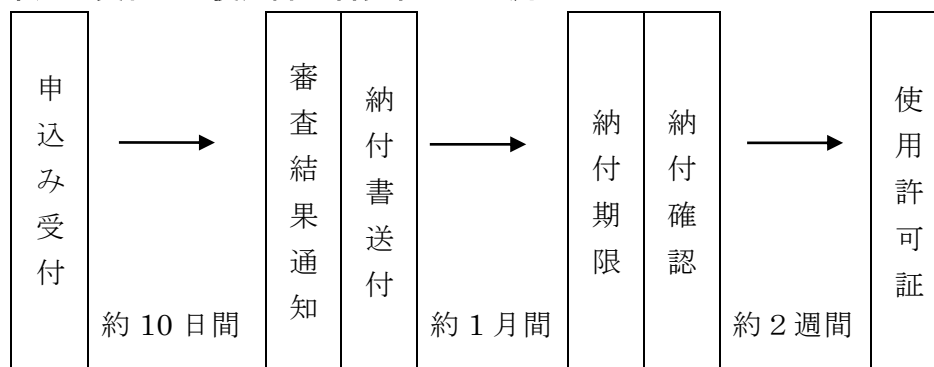 申込み受付
約 10 日間
審査結果通知
納付書送付
約 1 月間
納付期限
納付確認
約 2 週間
使用許可証